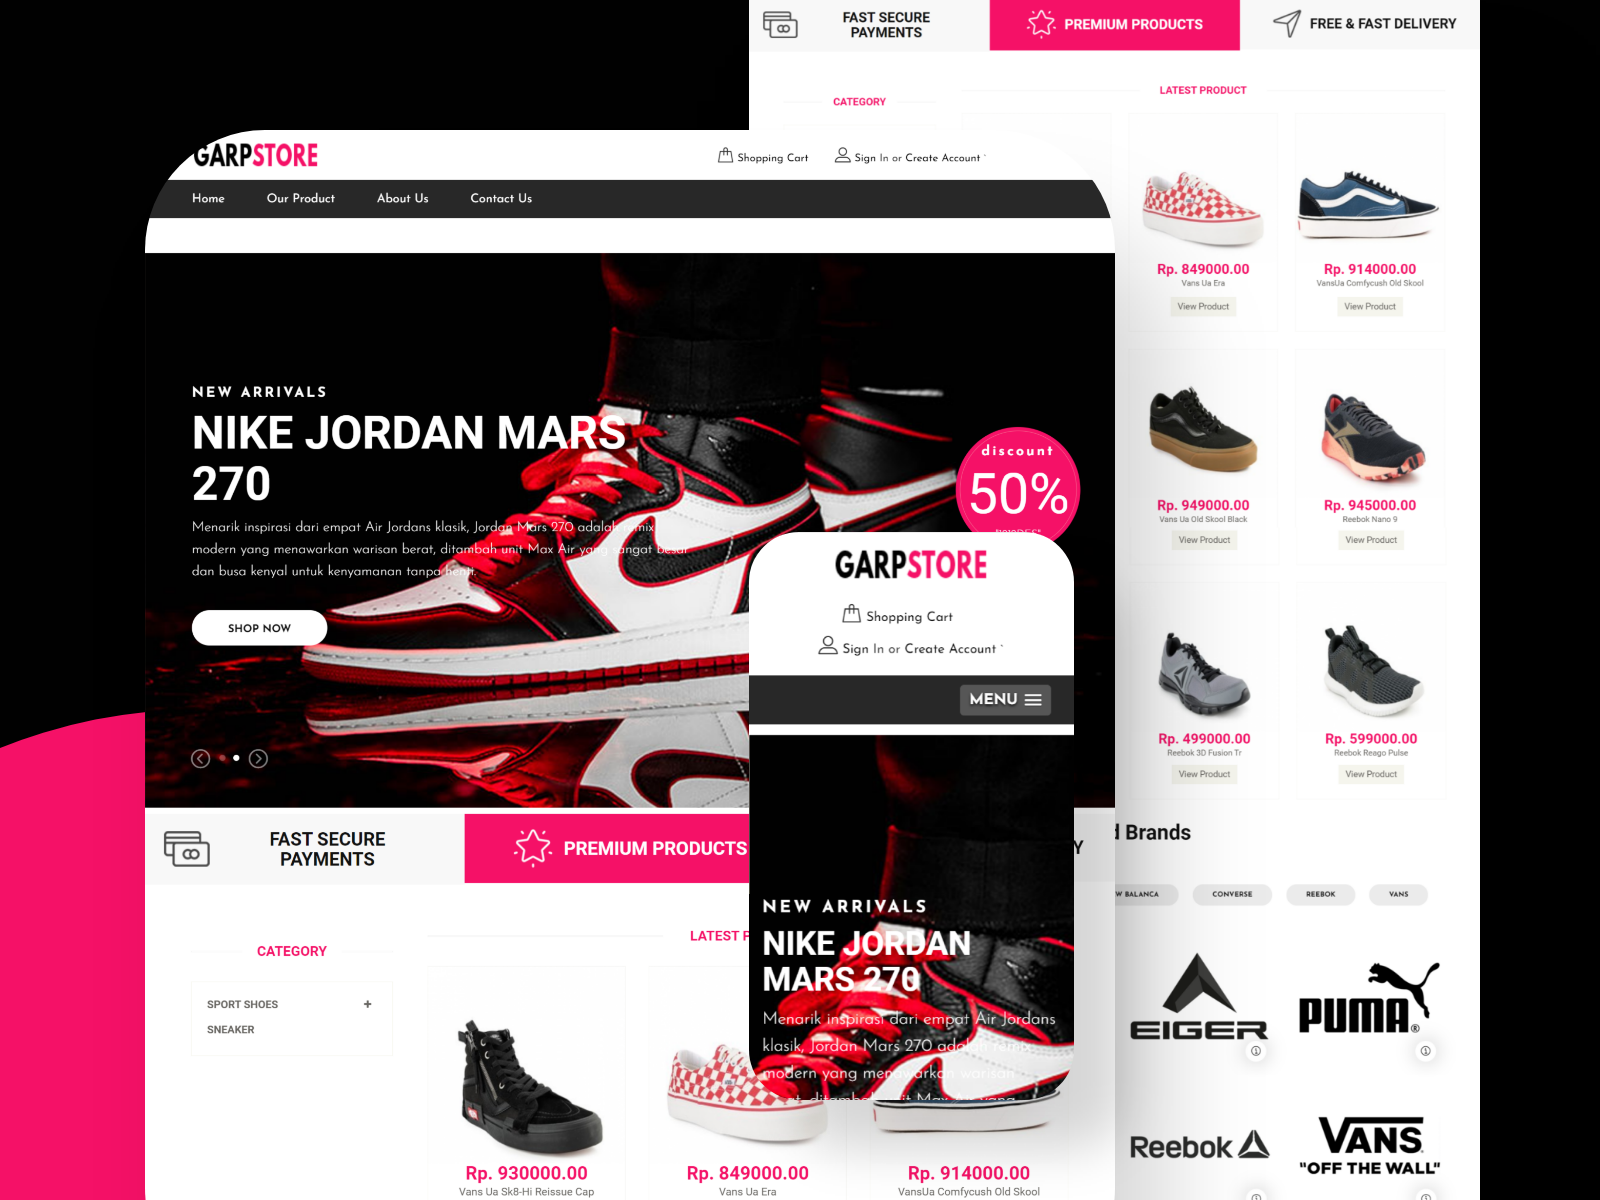 FAST SECURE
PAYMENTS
PREMIUM PRODUCTS
FREE & FAST DELIVERY
CATEGORY
LATEST PRODUCT
Rp. 849000.00
Rp. 914000.00
Vans Ua Era
VansUa Comfycush Old Skool
View Product
View Product
Rp. 949000.00
Rp. 945000.00
Vans Ua Old Skool Black
Reebok Nano 9
View Product
View Product
Rp. 499000.00
Rp. 599000.00
Reebok 3D Fusion Tr
Reebok Reago Pulse
View Product
View Product
d Brands
W BALANCA
CONVERSE
REEBOK
VANS
EIGER
PUMA®
Reebok
VANS
"OFF THE WALL"
GARPSTORE
Shopping Cart
Sign In or Create Account
Home
Our Product
About Us
Contact Us
NEW ARRIVALS
NIKE JORDAN MARS
270
Menarik inspirasi dari empat Air Jordans klasik, Jordan Mars 270 adalah remix
modern yang menawarkan warisan berat, ditambah unit Max Air yang sangat besar
dan busa kenyal untuk kenyamanan tanpa henti.
SHOP NOW
discount
50%
FAST SECURE
PAYMENTS
PREMIUM PRODUCTS
Y
CATEGORY
SPORT SHOES +
SNEAKER
LATEST P
Rp. 930000.00
Rp. 849000.00
Rp. 914000.00
Vans Ua Sk8-Hi Reissue Cap
Vans Ua Era
VansUa Comfycush Old Skool
GARPSTORE
Shopping Cart
Sign In or Create Account
MENU
NEW ARRIVALS
NIKE JORDAN
MARS 270
Menarik inspirasi dari empat Air Jordans
klasik, Jordan Mars 270 adalah remix
modern yang menawarkan warisan
Max Air yang